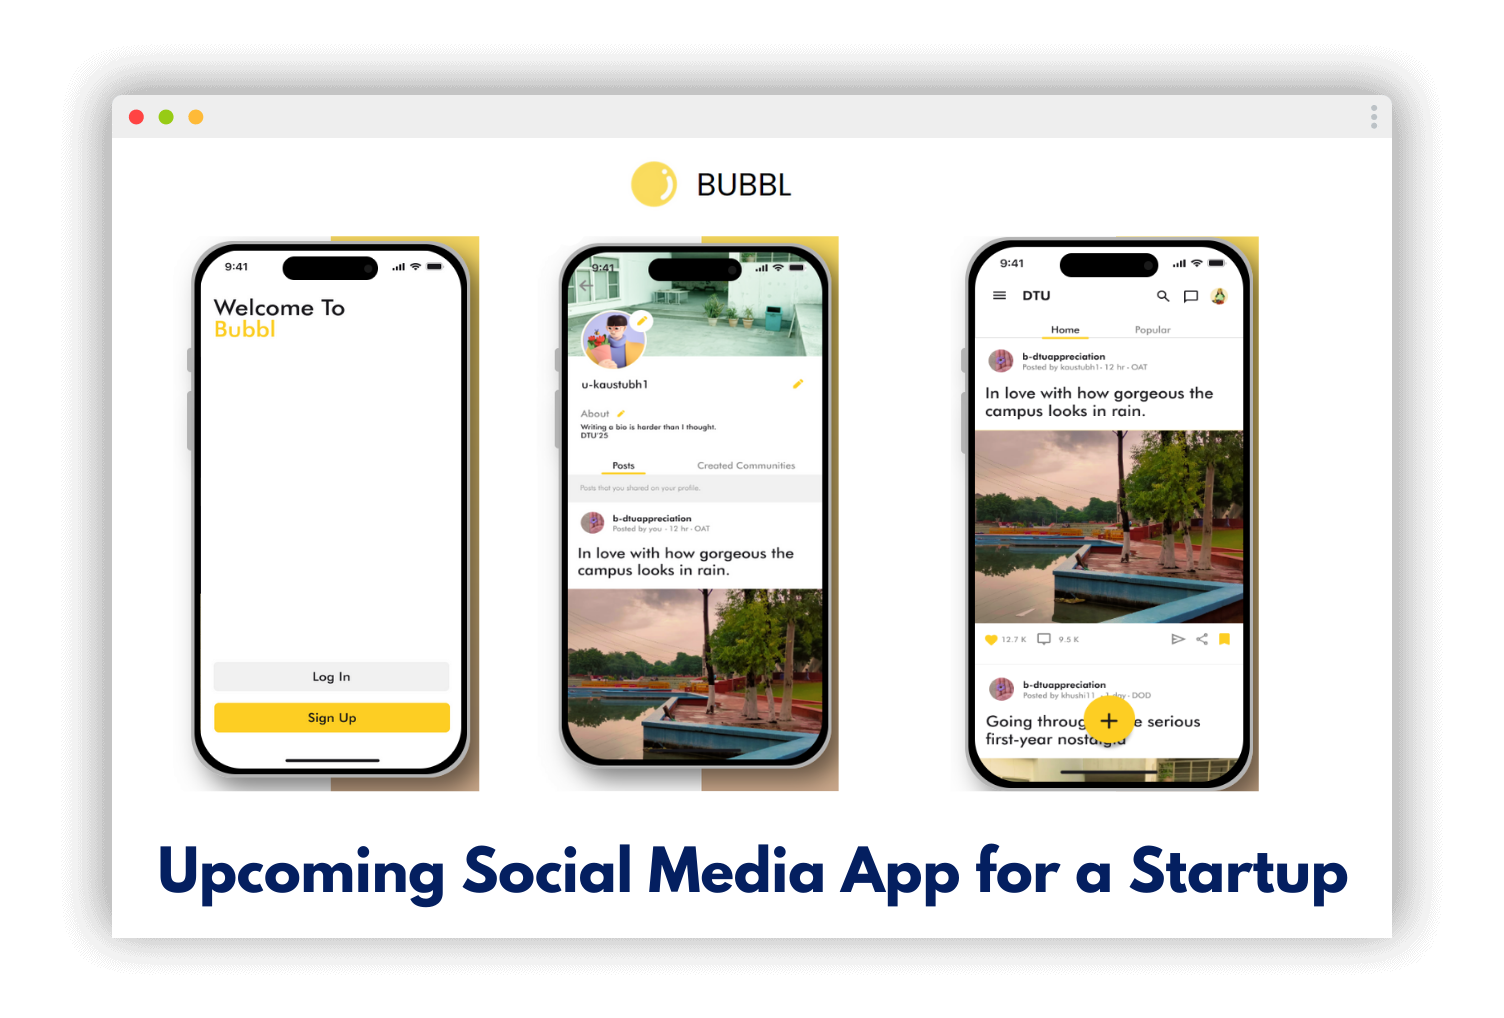 BUBBL
9:41
Welcome To
Bubbl
Log In
Sign Up
9:41
u-kaustubh1
About
Writing a bio is harder than I thought.
DTU'25
Posts
Created Communities
Posts that you shared on your profile.
b-dtuappreciation
Posted by you - 12 hr - OAT
In love with how gorgeous the
campus looks in rain.
9:41
DTU
Home
Popular
b-dtuappreciation
Posted by kaustubh1- 12 hr - OAT
In love with how gorgeous the
campus looks in rain.
12.7 K
9.5 K
b-dtuappreciation
Posted by khushi11 - 1 day - DOD
Going throug e serious
first-year nostalgia
Upcoming Social Media App for a Startup